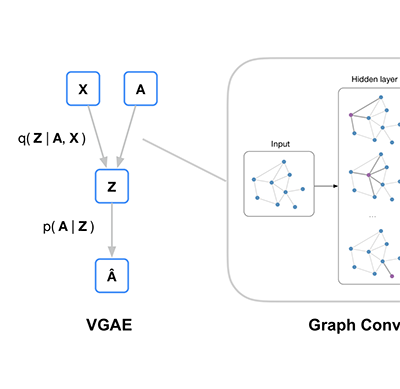 Hidden layer
X
A
q( Z | A, X )
Input
Z
...
p( A | Z )
Â
VGAE
Graph Conv